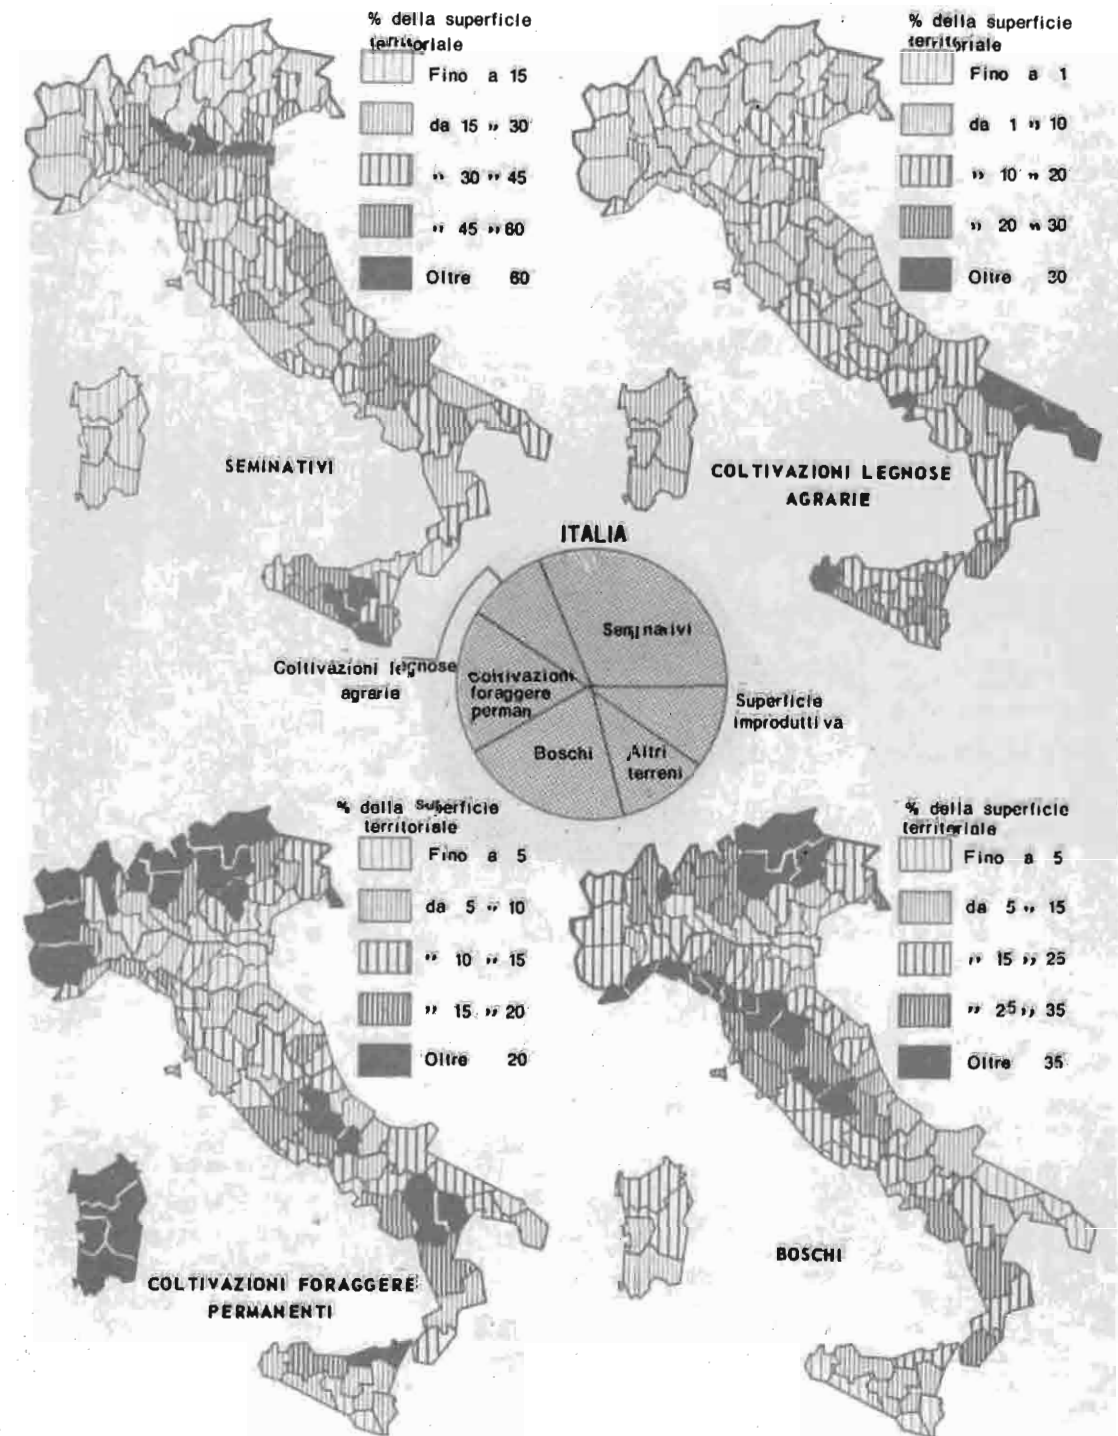 % della superficie
territoriale
Fino a 15
da 15 " 30
" 30 " 45
" 45 " 60
Oltre 60
SEMINATIVI
% della superficie
territoriale
Fino a 1
da 1 " 10
" 10 " 20
" 20 " 30
Oltre 30
COLTIVAZIONI LEGNOSE
AGRARIE
ITALIA
Seminativi
Coltivazioni legnose
agrarie
Coltivazioni
foraggere
perman
Superficie
improduttiva
Boschi
Altri
terreni
% della superficie
territoriale
Fino a 5
da 5 " 10
" 10 " 15
" 15 " 20
Oltre 20
COLTIVAZIONI FORAGGERE
PERMANENTI
% della superficie
territoriale
Fino a 5
da 5 " 15
" 15 " 25
" 25 " 35
Oltre 35
BOSCHI